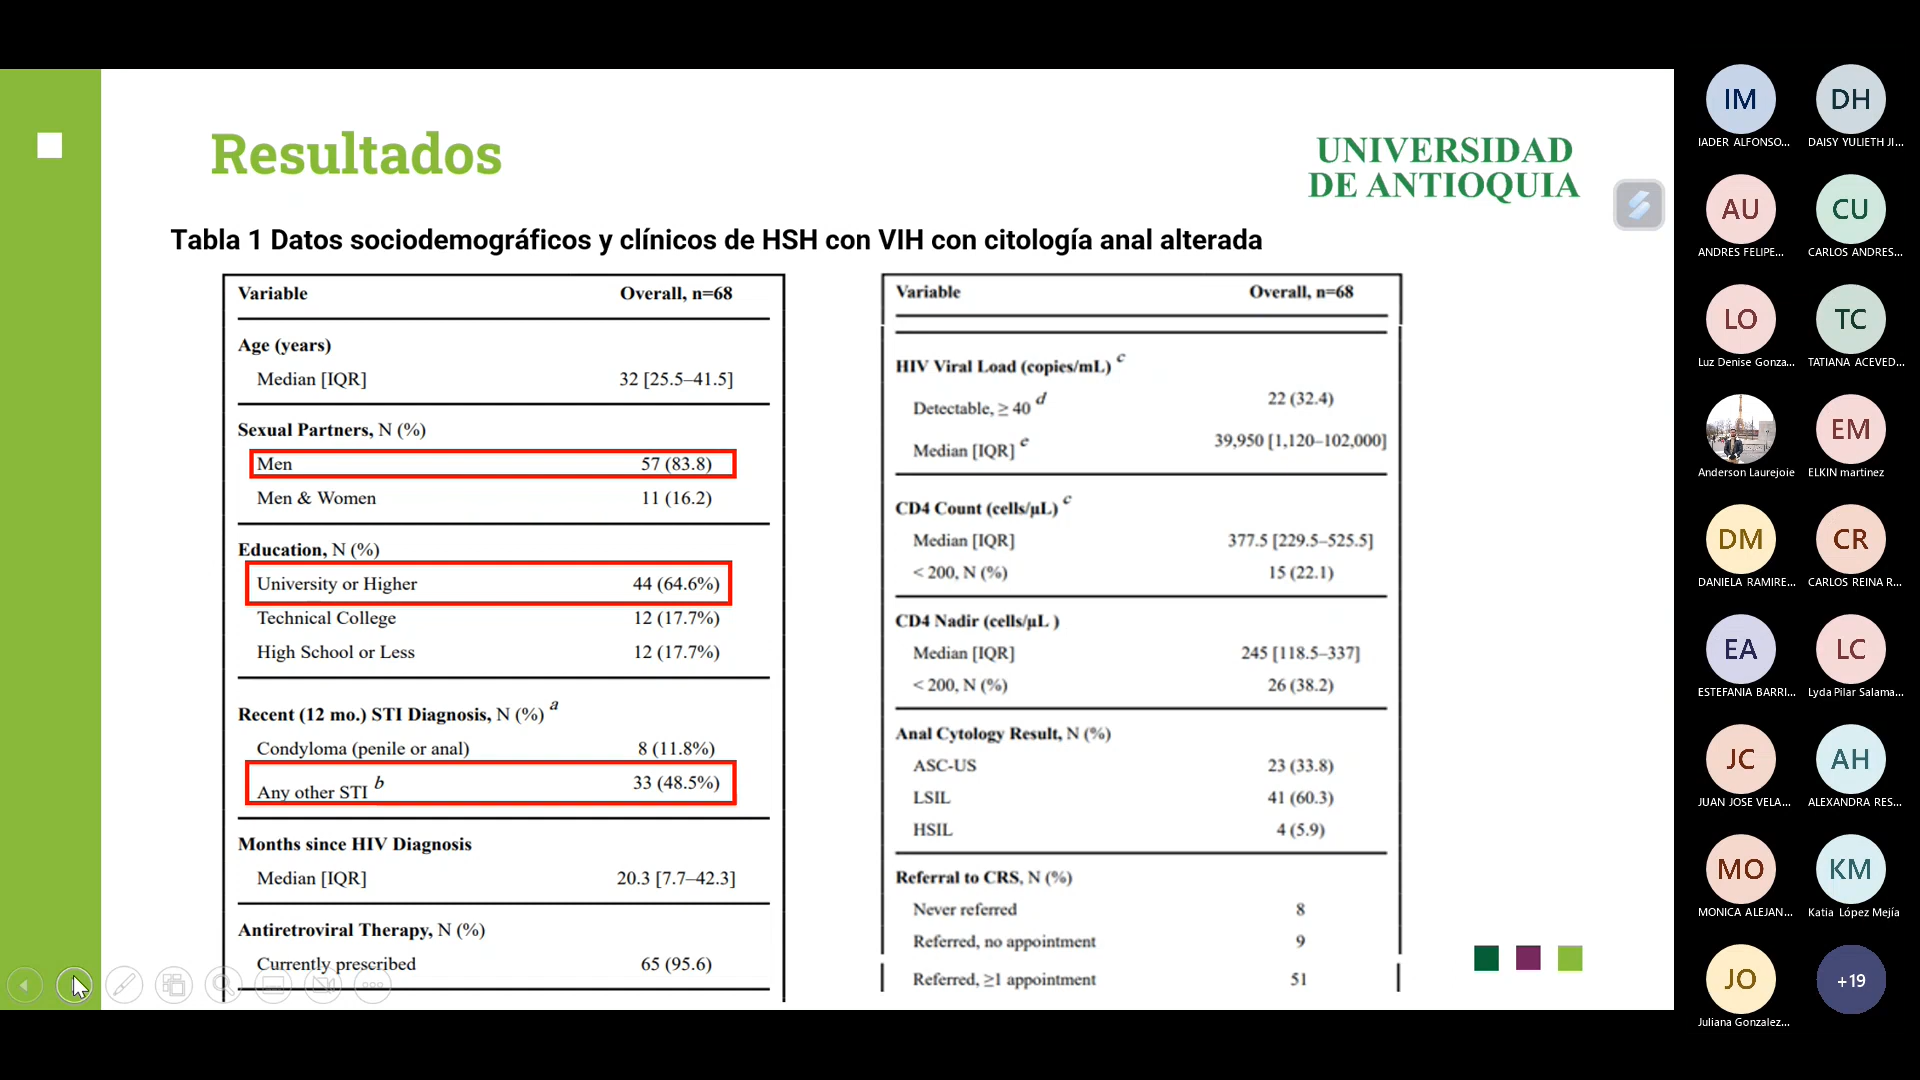 Resultados
UNIVERSIDAD
DE ANTIOQUIA
Tabla 1 Datos sociodemográficos y clínicos de HSH con VIH con citología anal alterada
Variable Overall, n=68
Age (years)
Median [IQR] 32 [25.5–41.5]
Sexual Partners, N (%)
Men 57 (83.8)
Men & Women 11 (16.2)
Education, N (%)
University or Higher 44 (64.6%)
Technical College 12 (17.7%)
High School or Less 12 (17.7%)
Recent (12 mo.) STI Diagnosis, N (%) a
Condyloma (penile or anal) 8 (11.8%)
Any other STI b 33 (48.5%)
Months since HIV Diagnosis
Median [IQR] 20.3 [7.7–42.3]
Antiretroviral Therapy, N (%)
Currently prescribed 65 (95.6)
Variable Overall, n=68
HIV Viral Load (copies/mL) c
Detectable, ≥ 40 d 22 (32.4)
Median [IQR] e 39,950 [1,120–102,000]
CD4 Count (cells/µL) c
Median [IQR] 377.5 [229.5–525.5]
< 200, N (%) 15 (22.1)
CD4 Nadir (cells/µL )
Median [IQR] 245 [118.5–337]
< 200, N (%) 26 (38.2)
Anal Cytology Result, N (%)
ASC-US 23 (33.8)
LSIL 41 (60.3)
HSIL 4 (5.9)
Referral to CRS, N (%)
Never referred 8
Referred, no appointment 9
Referred, ≥1 appointment 51
IM DH
IADER ALFONSO... DAISY YULIETH JI...
AU CU
ANDRES FELIPE... CARLOS ANDRES...
LO TC
Luz Denise Gonza... TATIANA ACEVED...
EM
Anderson Laurejoie ELKIN martinez
DM CR
DANIELA RAMIRE... CARLOS REINA R...
EA LC
ESTEFANIA BARRI... Lyda Pilar Salama...
JC AH
JUAN JOSE VELA... ALEXANDRA RES...
MO KM
MONICA ALEJAN... Katia López Mejía
JO +19
Juliana Gonzalez...